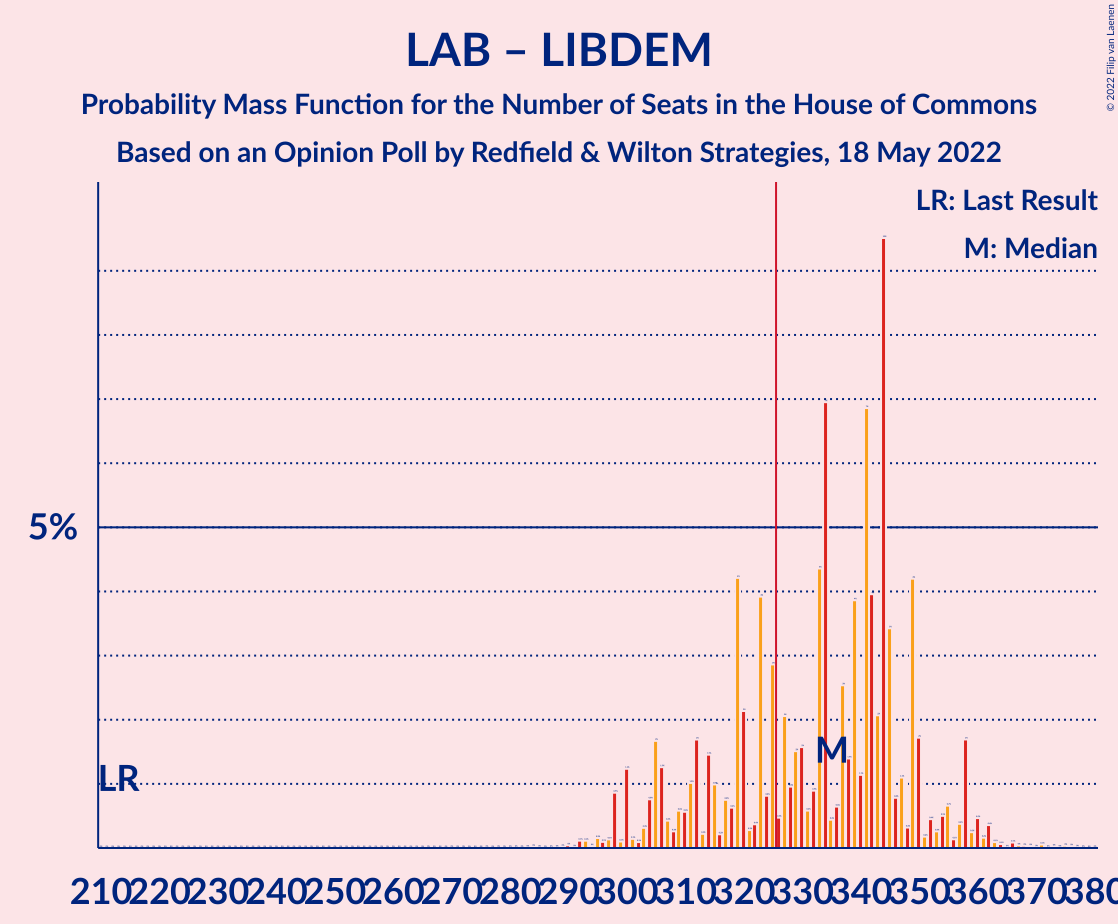 LAB – LIBDEM
Probability Mass Function for the Number of Seats in the House of Commons
Based on an Opinion Poll by Redfield & Wilton Strategies, 18 May 2022
© 2022 Filip van Laenen
LR: Last Result
M: Median
5%
M
LR
210 220 230 240 250 260 270 280 290 300 310 320 330 340 350 360 370 380